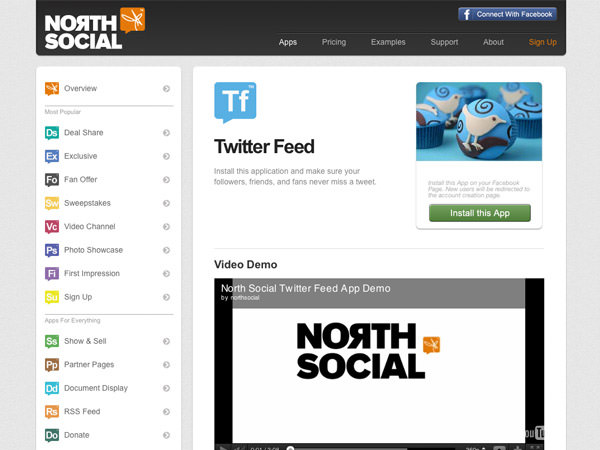 NORTH
SOCIAL
Connect With Facebook
Apps Pricing Examples Support About Sign Up
Overview
Most Popular
Ds Deal Share
Ex Exclusive
Fo Fan Offer
Sw Sweepstakes
Vc Video Channel
Ps Photo Showcase
Fi First Impression
Su Sign Up
Apps For Everything
Ss Show & Sell
Pp Partner Pages
Dd Document Display
Rs RSS Feed
Do Donate
Tf
Twitter Feed
Install this application and make sure your
followers, friends, and fans never miss a tweet.
Install this App on your Facebook
Page. New users will be redirected to
the account creation page.
Install this App
Video Demo
North Social Twitter Feed App Demo
by northsocial
NORTH
SOCIAL